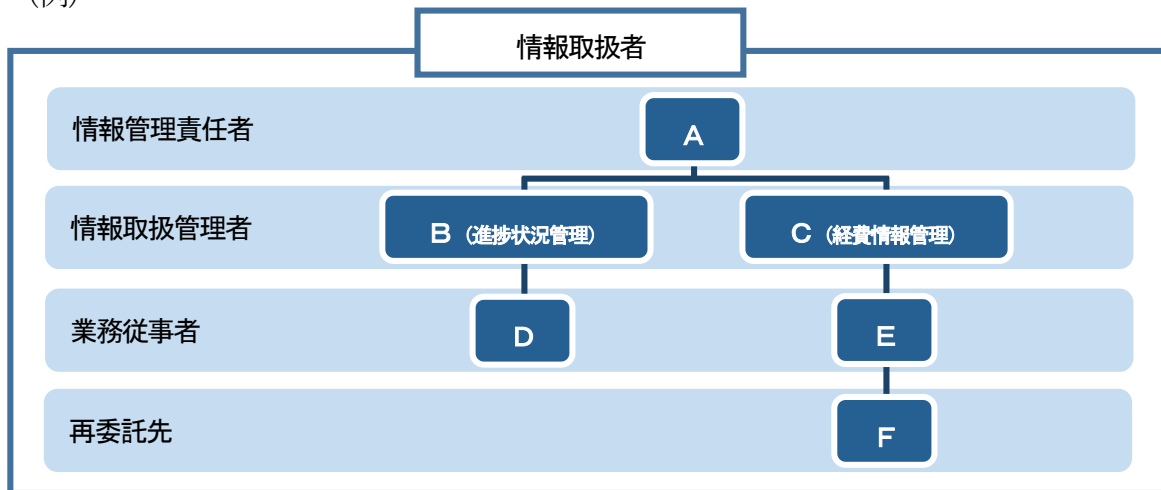 (例)
情報取扱者
情報管理責任者
A
情報取扱管理者
B(進捗状況管理)
C(経費情報管理)
業務従事者
D
E
再委託先
F